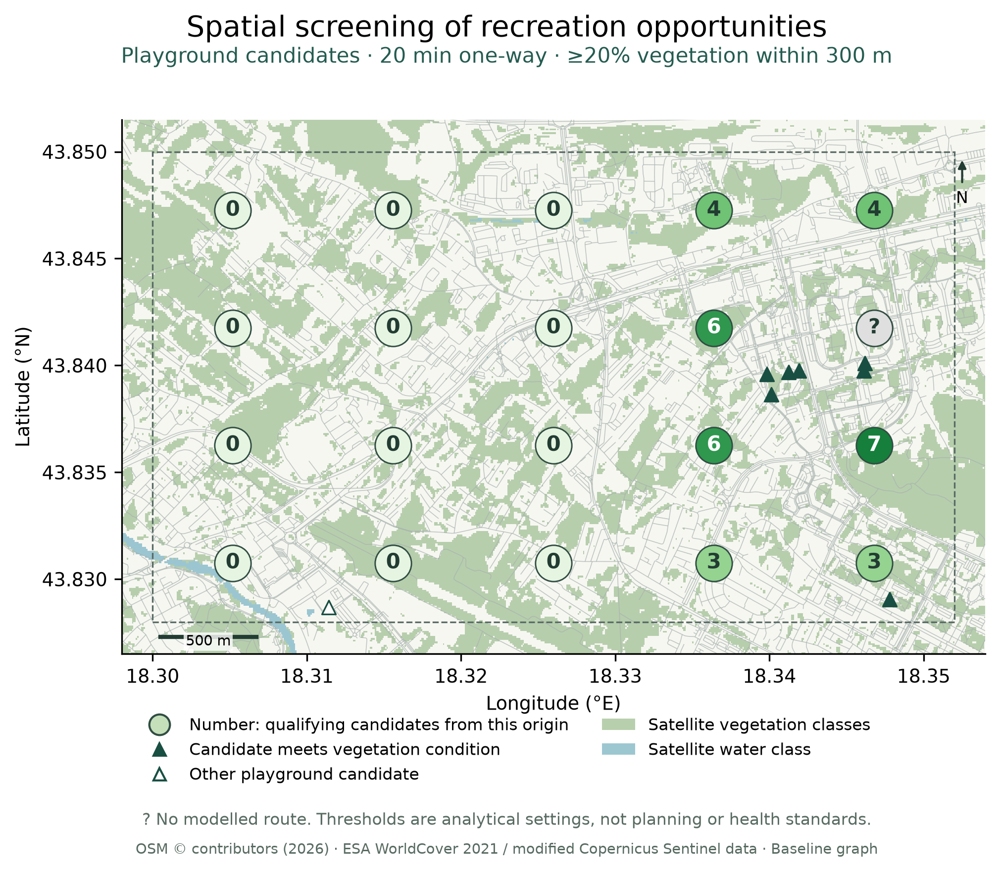 Spatial screening of recreation opportunities
Playground candidates · 20 min one-way · ≥20% vegetation within 300 m
43.850
43.845
43.840
43.835
43.830
Latitude (°N)
N
0 0 0 4 4
0 0 0 6 ?
0 0 0 6 7
0 0 0 3 3
500 m
18.30 18.31 18.32 18.33 18.34 18.35
Longitude (°E)
Number: qualifying candidates from this origin
Candidate meets vegetation condition
Other playground candidate
Satellite vegetation classes
Satellite water class
? No modelled route. Thresholds are analytical settings, not planning or health standards.
OSM © contributors (2026) · ESA WorldCover 2021 / modified Copernicus Sentinel data · Baseline graph